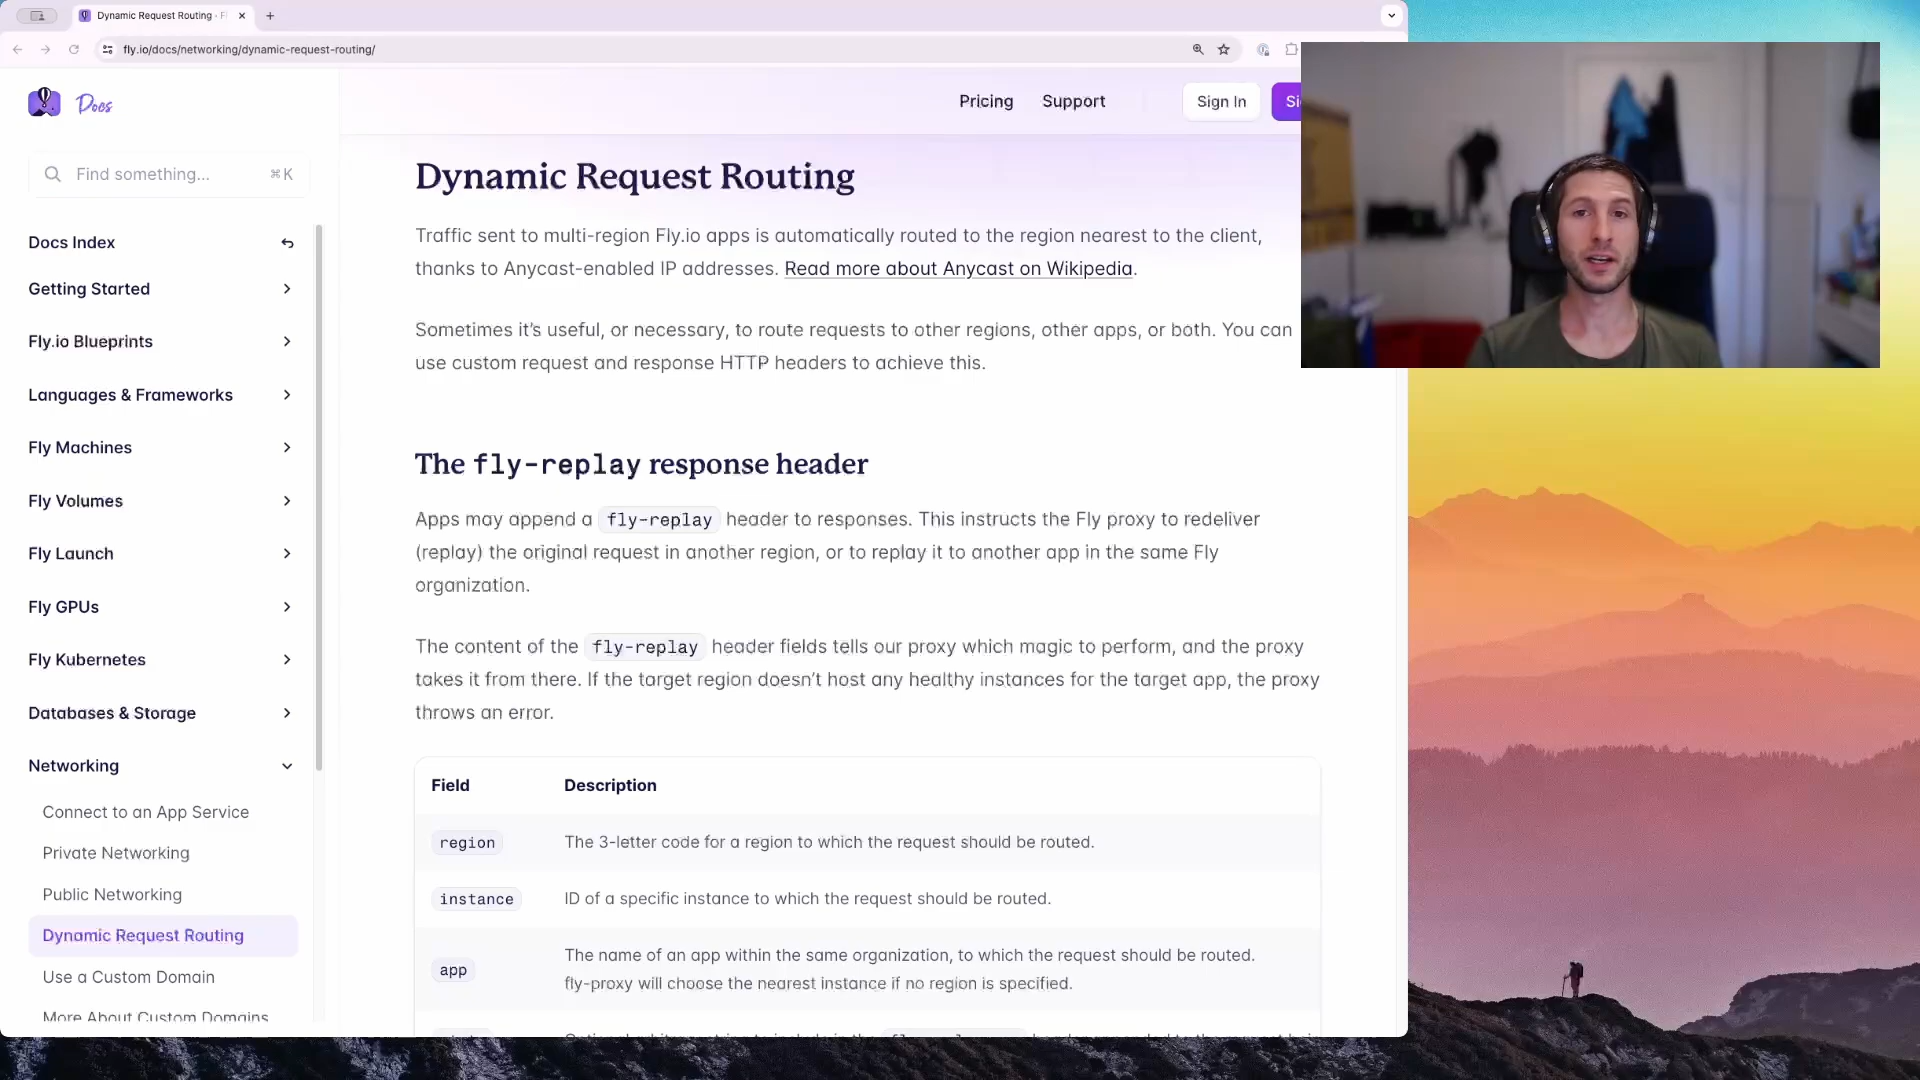 Dynamic Request Routing · Fl
fly.io/docs/networking/dynamic-request-routing/
Docs
Pricing
Support
Sign In
Si
Find something...
⌘K
Docs Index
Getting Started
Fly.io Blueprints
Languages & Frameworks
Fly Machines
Fly Volumes
Fly Launch
Fly GPUs
Fly Kubernetes
Databases & Storage
Networking
Connect to an App Service
Private Networking
Public Networking
Dynamic Request Routing
Use a Custom Domain
More About Custom Domains
Dynamic Request Routing
Traffic sent to multi-region Fly.io apps is automatically routed to the region nearest to the client,
thanks to Anycast-enabled IP addresses. Read more about Anycast on Wikipedia.
Sometimes it's useful, or necessary, to route requests to other regions, other apps, or both. You can
use custom request and response HTTP headers to achieve this.
The fly-replay response header
Apps may append a fly-replay header to responses. This instructs the Fly proxy to redeliver
(replay) the original request in another region, or to replay it to another app in the same Fly
organization.
The content of the fly-replay header fields tells our proxy which magic to perform, and the proxy
takes it from there. If the target region doesn't host any healthy instances for the target app, the proxy
throws an error.
Field Description
region The 3-letter code for a region to which the request should be routed.
instance ID of a specific instance to which the request should be routed.
app The name of an app within the same organization, to which the request should be routed.
fly-proxy will choose the nearest instance if no region is specified.